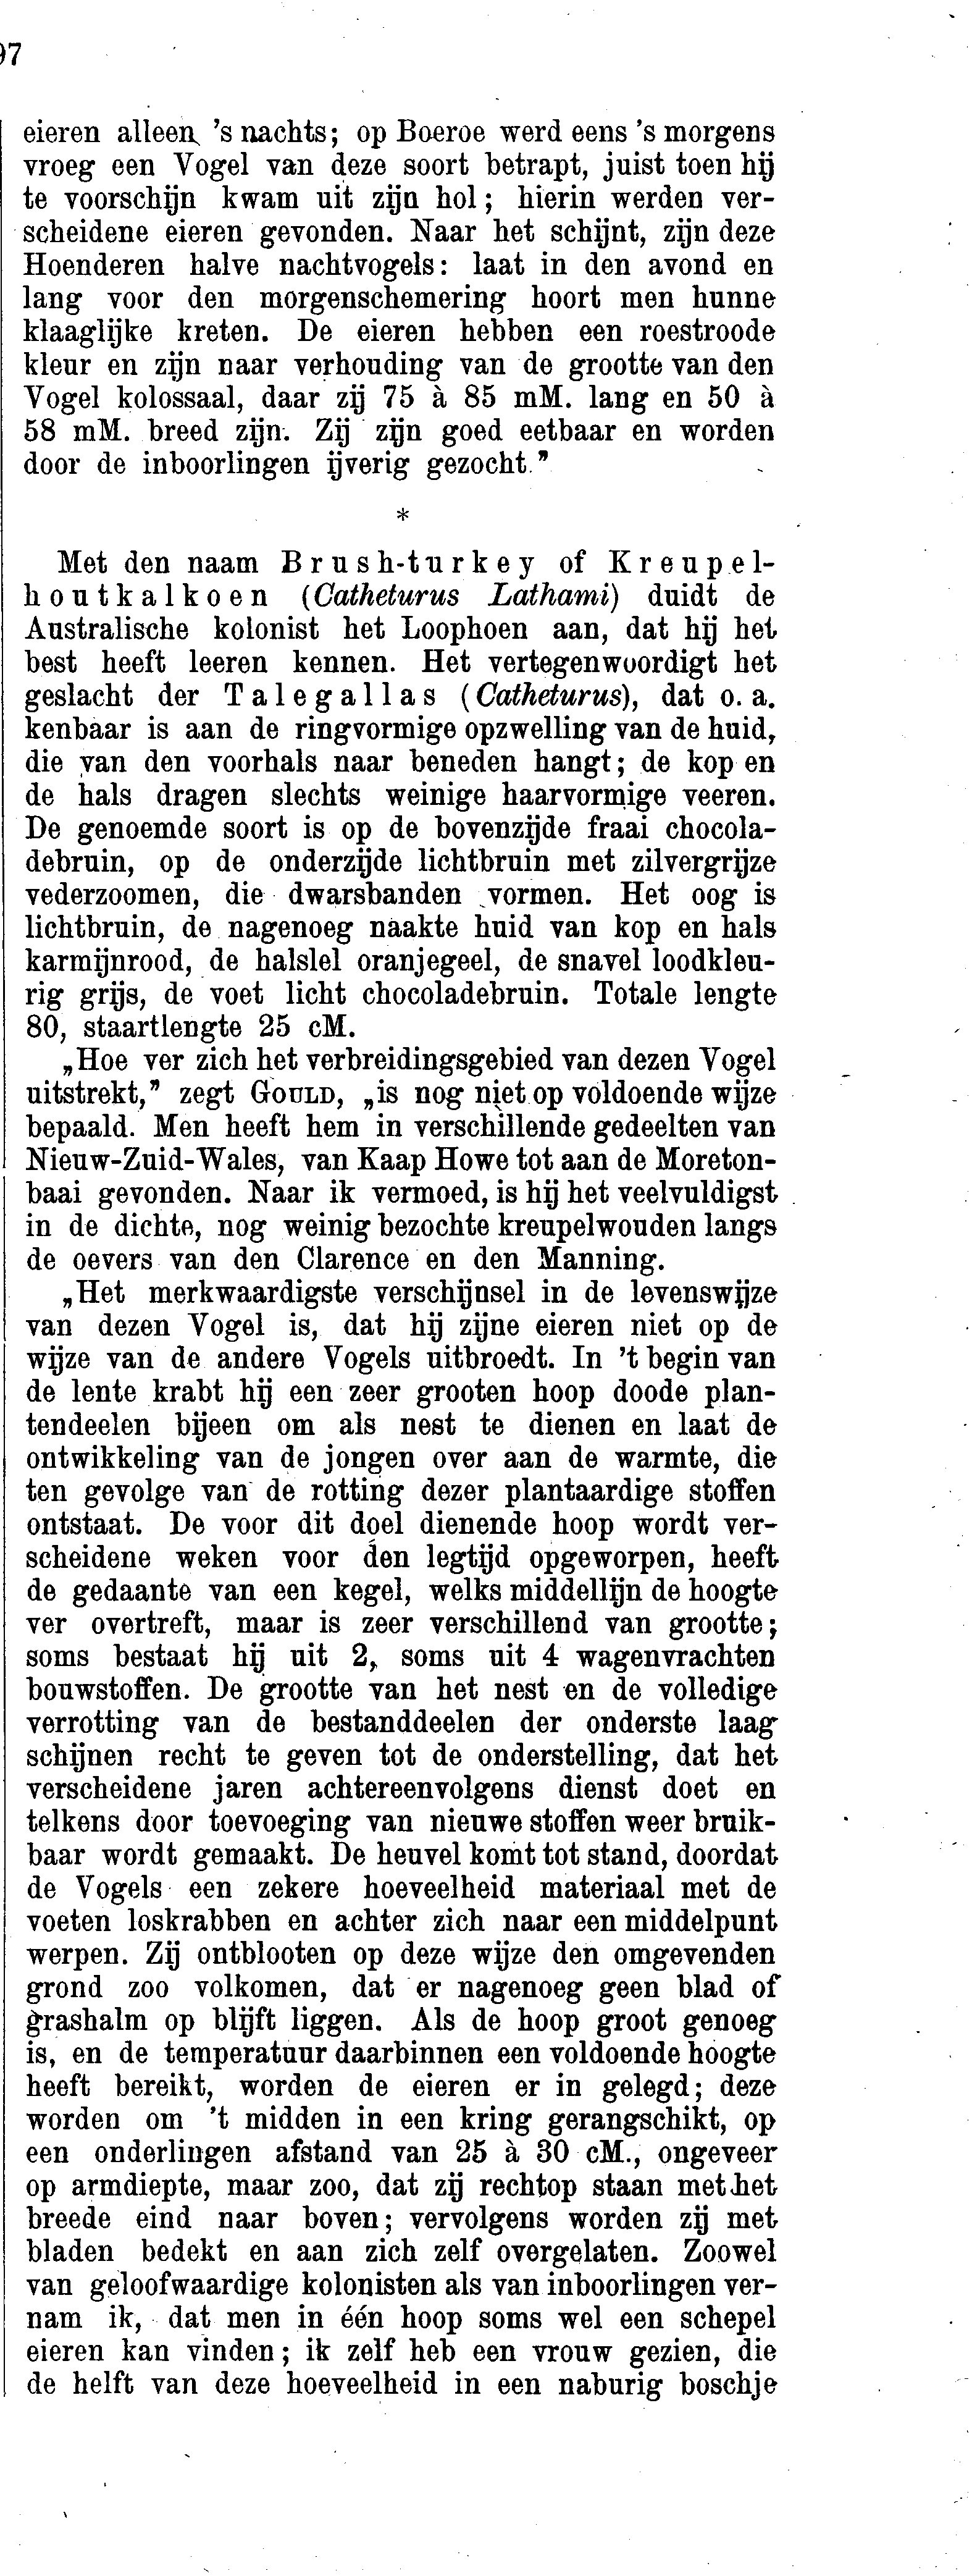 97
eieren alleen 's nachts; op Boeroe werd eens 's morgens
vroeg een Vogel van deze soort betrapt, juist toen hij
te voorschijn kwam uit zijn hol; hierin werden ver-
scheidene eieren gevonden. Naar het schijnt, zijn deze
Hoenderen halve nachtvogels: laat in den avond en
lang voor den morgenschemering hoort men hunne
klaaglijke kreten. De eieren hebben een roestroode
kleur en zijn naar verhouding van de grootte van den
Vogel kolossaal, daar zij 75 à 85 mM. lang en 50 à
58 mM. breed zijn. Zij zijn goed eetbaar en worden
door de inboorlingen ijverig gezocht.”
*
Met den naam Brush-turkey of Kreupel-
houtkalkoen (Catheturus Lathami) duidt de
Australische kolonist het Loophoen aan, dat hij het
best heeft leeren kennen. Het vertegenwoordigt het
geslacht der Talegallas (Catheturus), dat o. a.
kenbaar is aan de ringvormige opzwelling van de huid,
die van den voorhals naar beneden hangt; de kop en
de hals dragen slechts weinige haarvormige veeren.
De genoemde soort is op de bovenzijde fraai chocola-
debruin, op de onderzijde lichtbruin met zilvergrijze
vederzoomen, die dwarsbanden vormen. Het oog is
lichtbruin, de nagenoeg naakte huid van kop en hals
karmijnrood, de halslel oranjegeel, de snavel loodkleu-
rig grijs, de voet licht chocoladebruin. Totale lengte
80, staartlengte 25 cM.
„Hoe ver zich het verbreidingsgebied van dezen Vogel
uitstrekt,” zegt GOULD, „is nog niet op voldoende wijze
bepaald. Men heeft hem in verschillende gedeelten van
Nieuw-Zuid-Wales, van Kaap Howe tot aan de Moreton-
baai gevonden. Naar ik vermoed, is hij het veelvuldigst
in de dichte, nog weinig bezochte kreupelwouden langs
de oevers van den Clarence en den Manning.
„Het merkwaardigste verschijnsel in de levenswijze
van dezen Vogel is, dat hij zijne eieren niet op de
wijze van de andere Vogels uitbroedt. In 't begin van
de lente krabt hij een zeer grooten hoop doode plan-
tendeelen bijeen om als nest te dienen en laat de
ontwikkeling van de jongen over aan de warmte, die
ten gevolge van de rotting dezer plantaardige stoffen
ontstaat. De voor dit doel dienende hoop wordt ver-
scheidene weken voor den legtijd opgeworpen, heeft
de gedaante van een kegel, welks middellijn de hoogte
ver overtreft, maar is zeer verschillend van grootte;
soms bestaat hij uit 2, soms uit 4 wagenvrachten
bouwstoffen. De grootte van het nest en de volledige
verrotting van de bestanddeelen der onderste laag
schijnen recht te geven tot de onderstelling, dat het
verscheidene jaren achtereenvolgens dienst doet en
telkens door toevoeging van nieuwe stoffen weer bruik-
baar wordt gemaakt. De heuvel komt tot stand, doordat
de Vogels een zekere hoeveelheid materiaal met de
voeten loskrabben en achter zich naar een middelpunt
werpen. Zij ontblooten op deze wijze den omgevenden
grond zoo volkomen, dat er nagenoeg geen blad of
grashalm op blijft liggen. Als de hoop groot genoeg
is, en de temperatuur daarbinnen een voldoende hoogte
heeft bereikt, worden de eieren er in gelegd; deze
worden om 't midden in een kring gerangschikt, op
een onderlingen afstand van 25 à 30 cM., ongeveer
op armdiepte, maar zoo, dat zij rechtop staan met het
breede eind naar boven; vervolgens worden zij met
bladen bedekt en aan zich zelf overgelaten. Zoowel
van geloofwaardige kolonisten als van inboorlingen ver-
nam ik, dat men in één hoop soms wel een schepel
eieren kan vinden; ik zelf heb een vrouw gezien, die
de helft van deze hoeveelheid in een naburig boschje